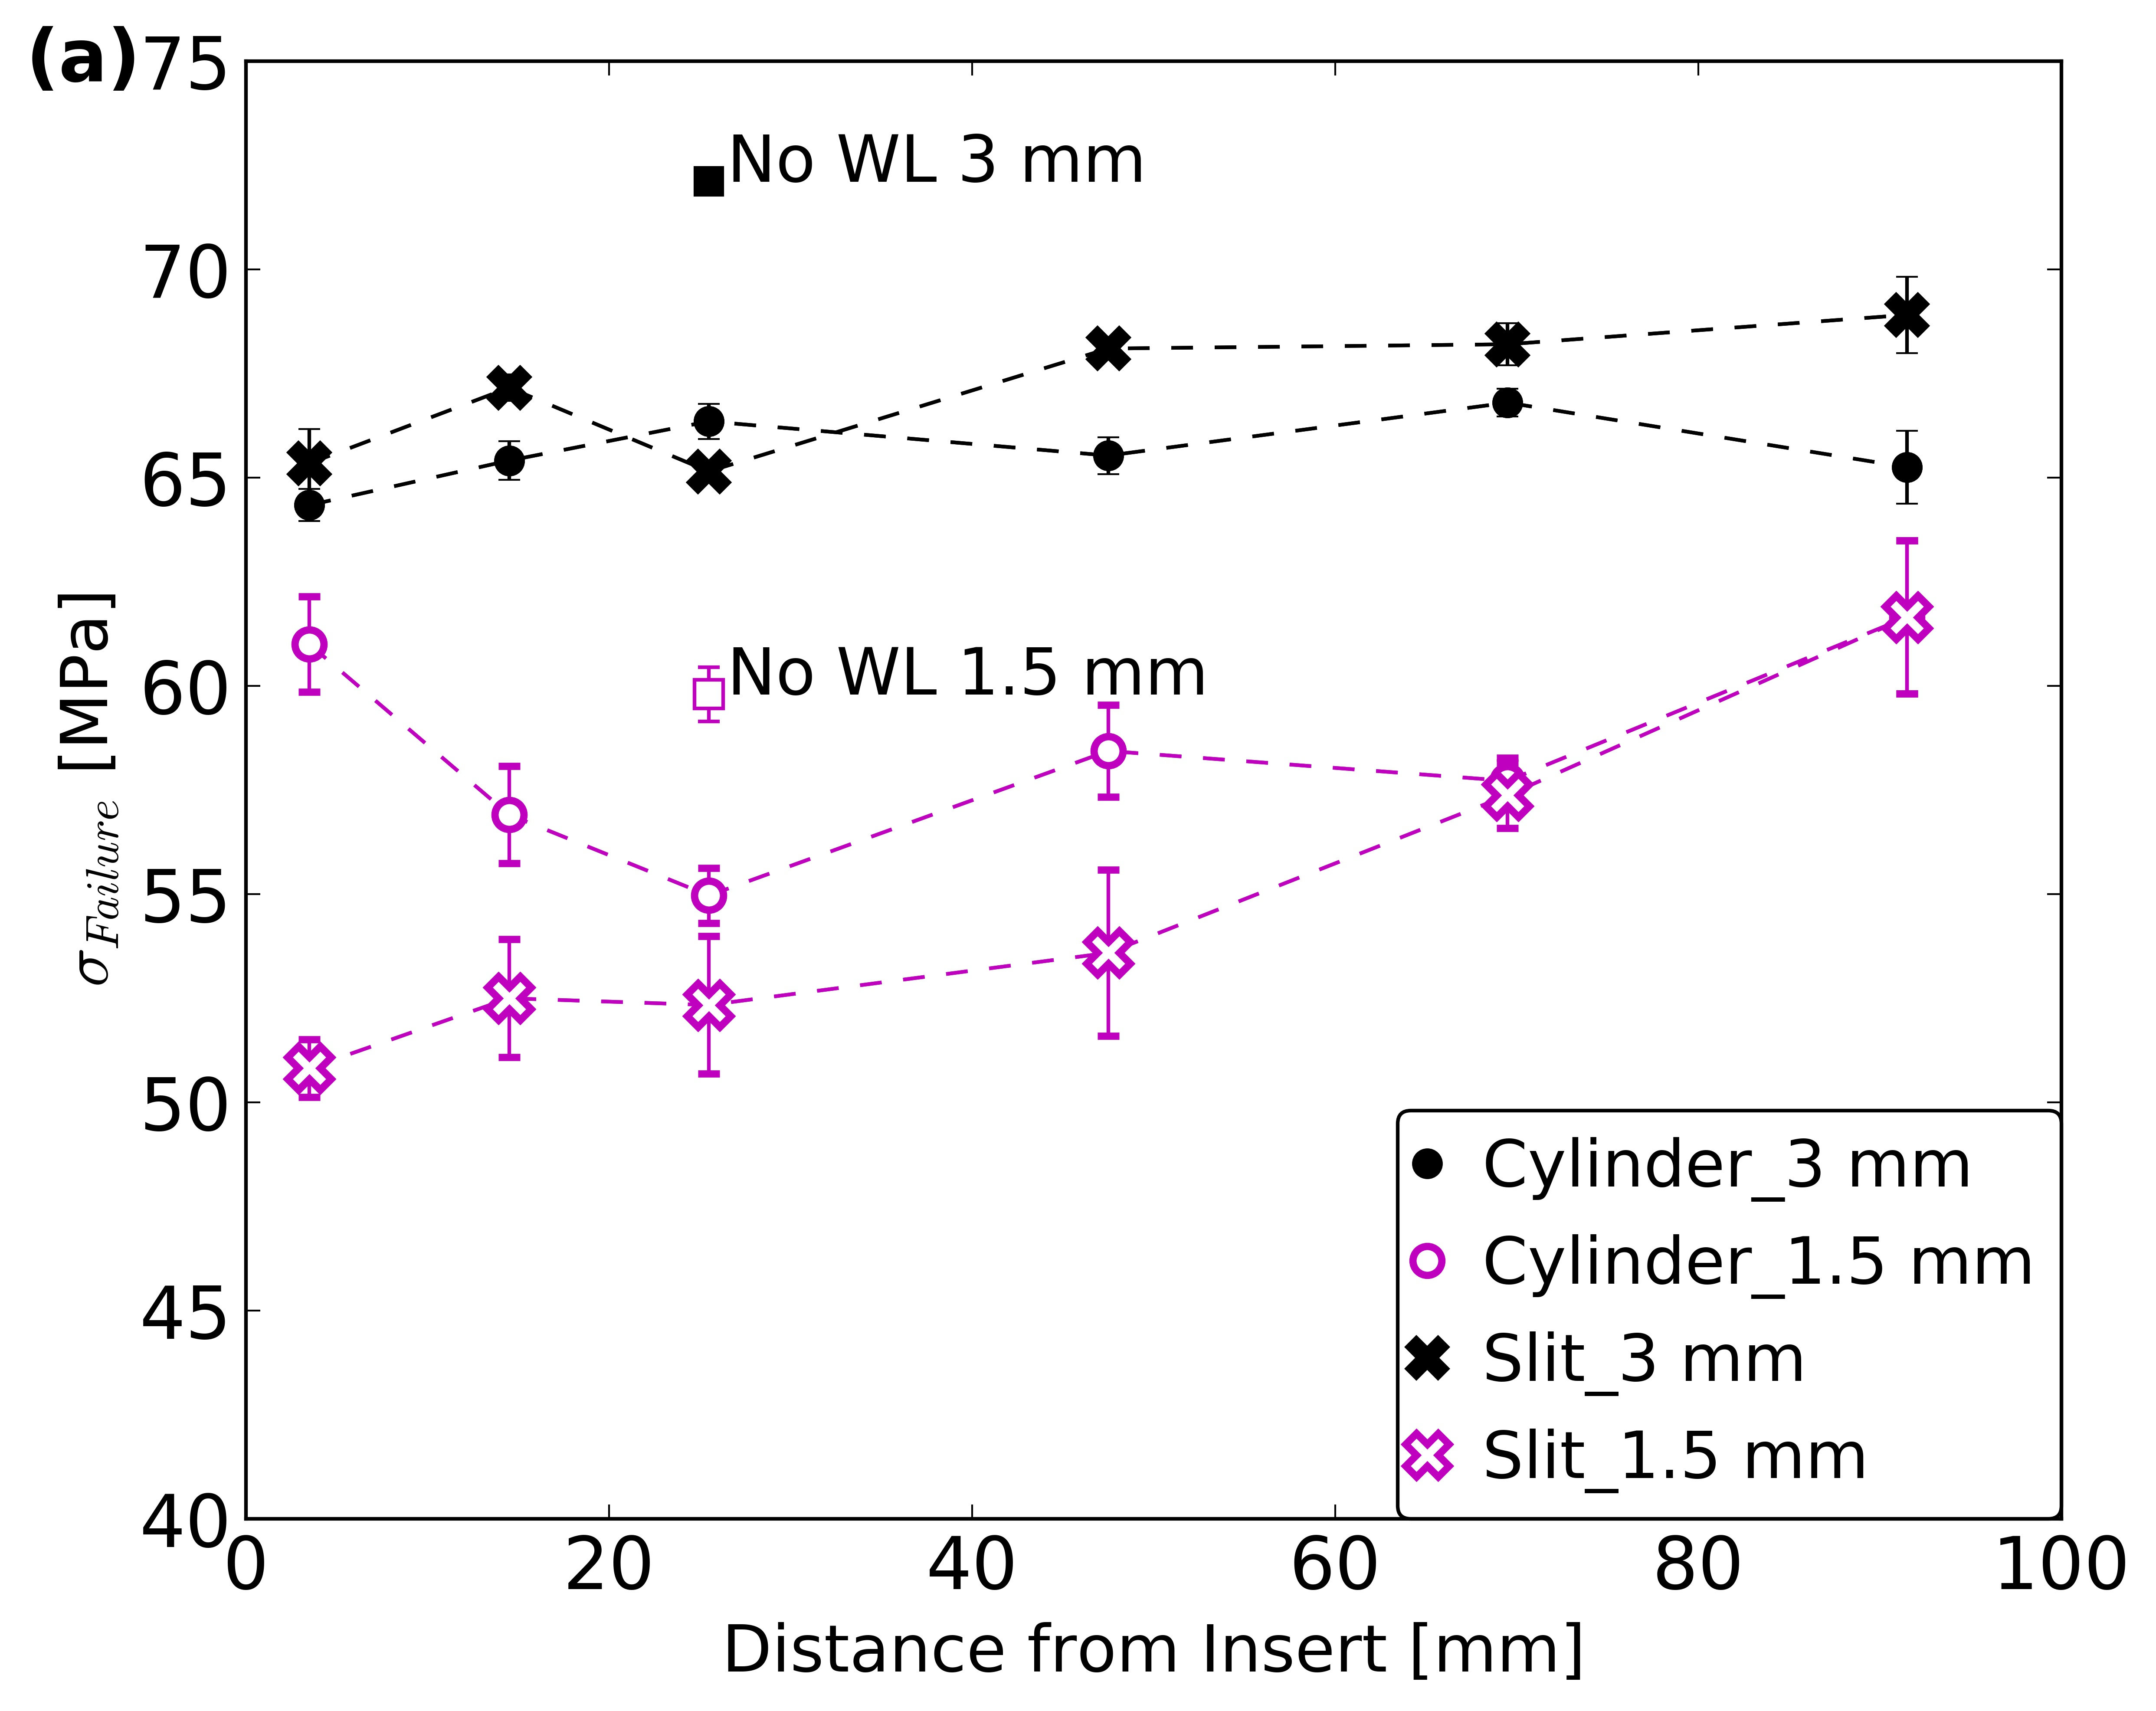 (a)
75
70
65
60
55
50
45
40
σ Failure [MPa]
No WL 3 mm
No WL 1.5 mm
Cylinder_3 mm
Cylinder_1.5 mm
Slit_3 mm
Slit_1.5 mm
0 20 40 60 80 100
Distance from Insert [mm]